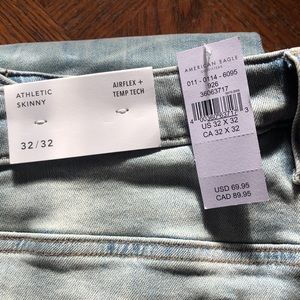 ATHLETIC
SKINNY
AIRFLEX +
TEMP TECH
32 / 32
AMERICAN EAGLE
011 - 0114 - 6095
926
36063717
US 32 X 32
CA 32 X 32
USD 69.95
CAD 89.95